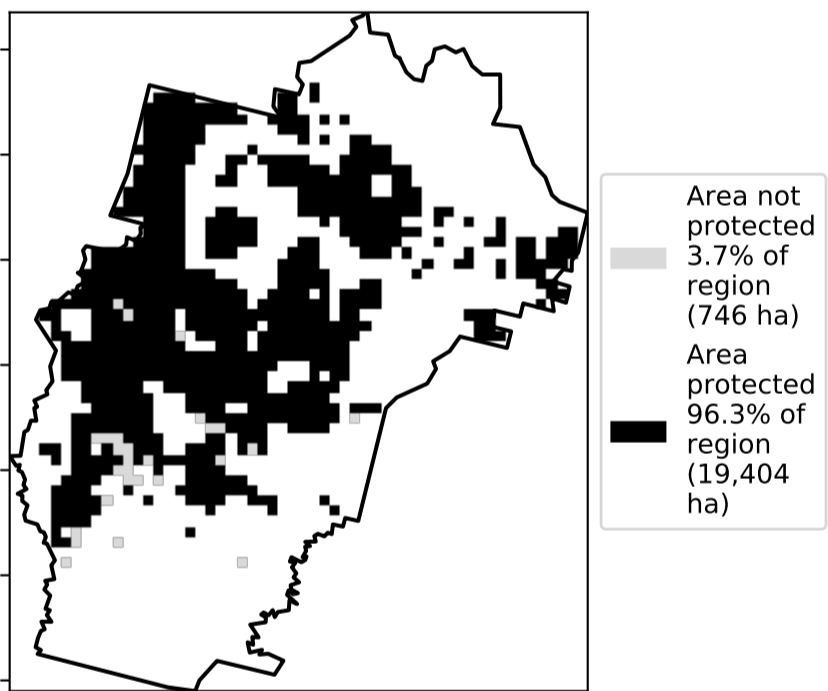 Area not
protected
3.7% of
region
(746 ha)
Area
protected
96.3% of
region
(19,404
ha)